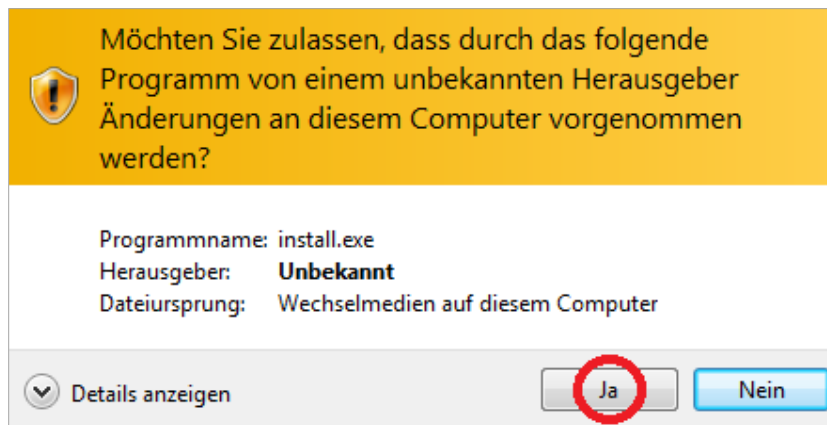 Möchten Sie zulassen, dass durch das folgende
Programm von einem unbekannten Herausgeber
Änderungen an diesem Computer vorgenommen
werden?
Programmname: install.exe
Herausgeber: Unbekannt
Dateiursprung: Wechselmedien auf diesem Computer
Details anzeigen Ja Nein